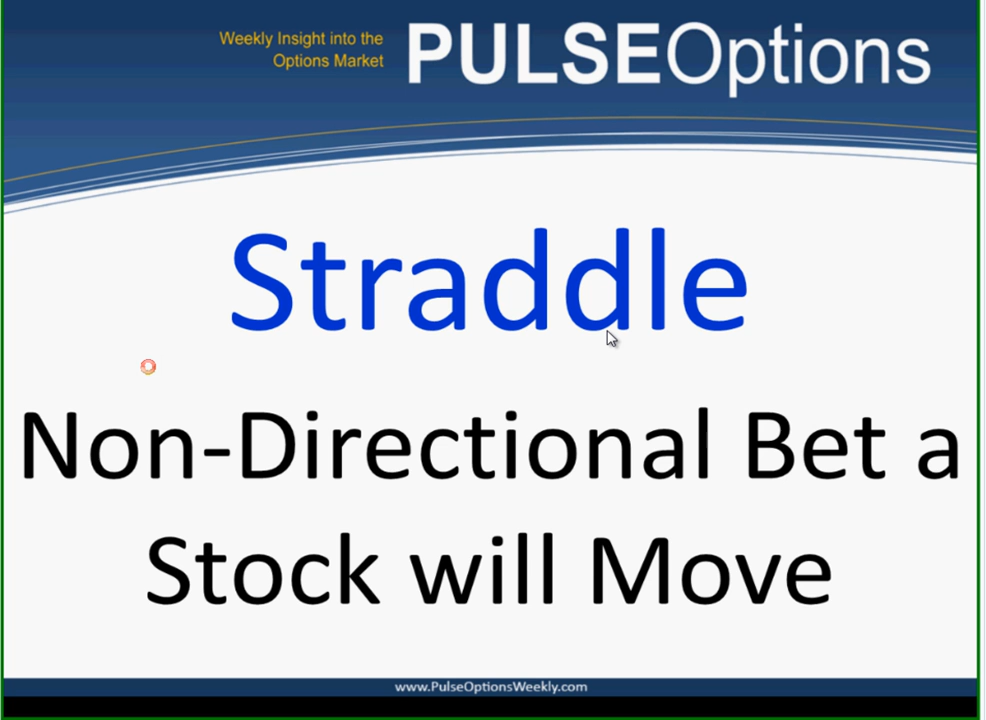 Weekly Insight into the
Options Market
PULSEOptions
Straddle
Non-Directional Bet a
Stock will Move
www.PulseOptionsWeekly.com